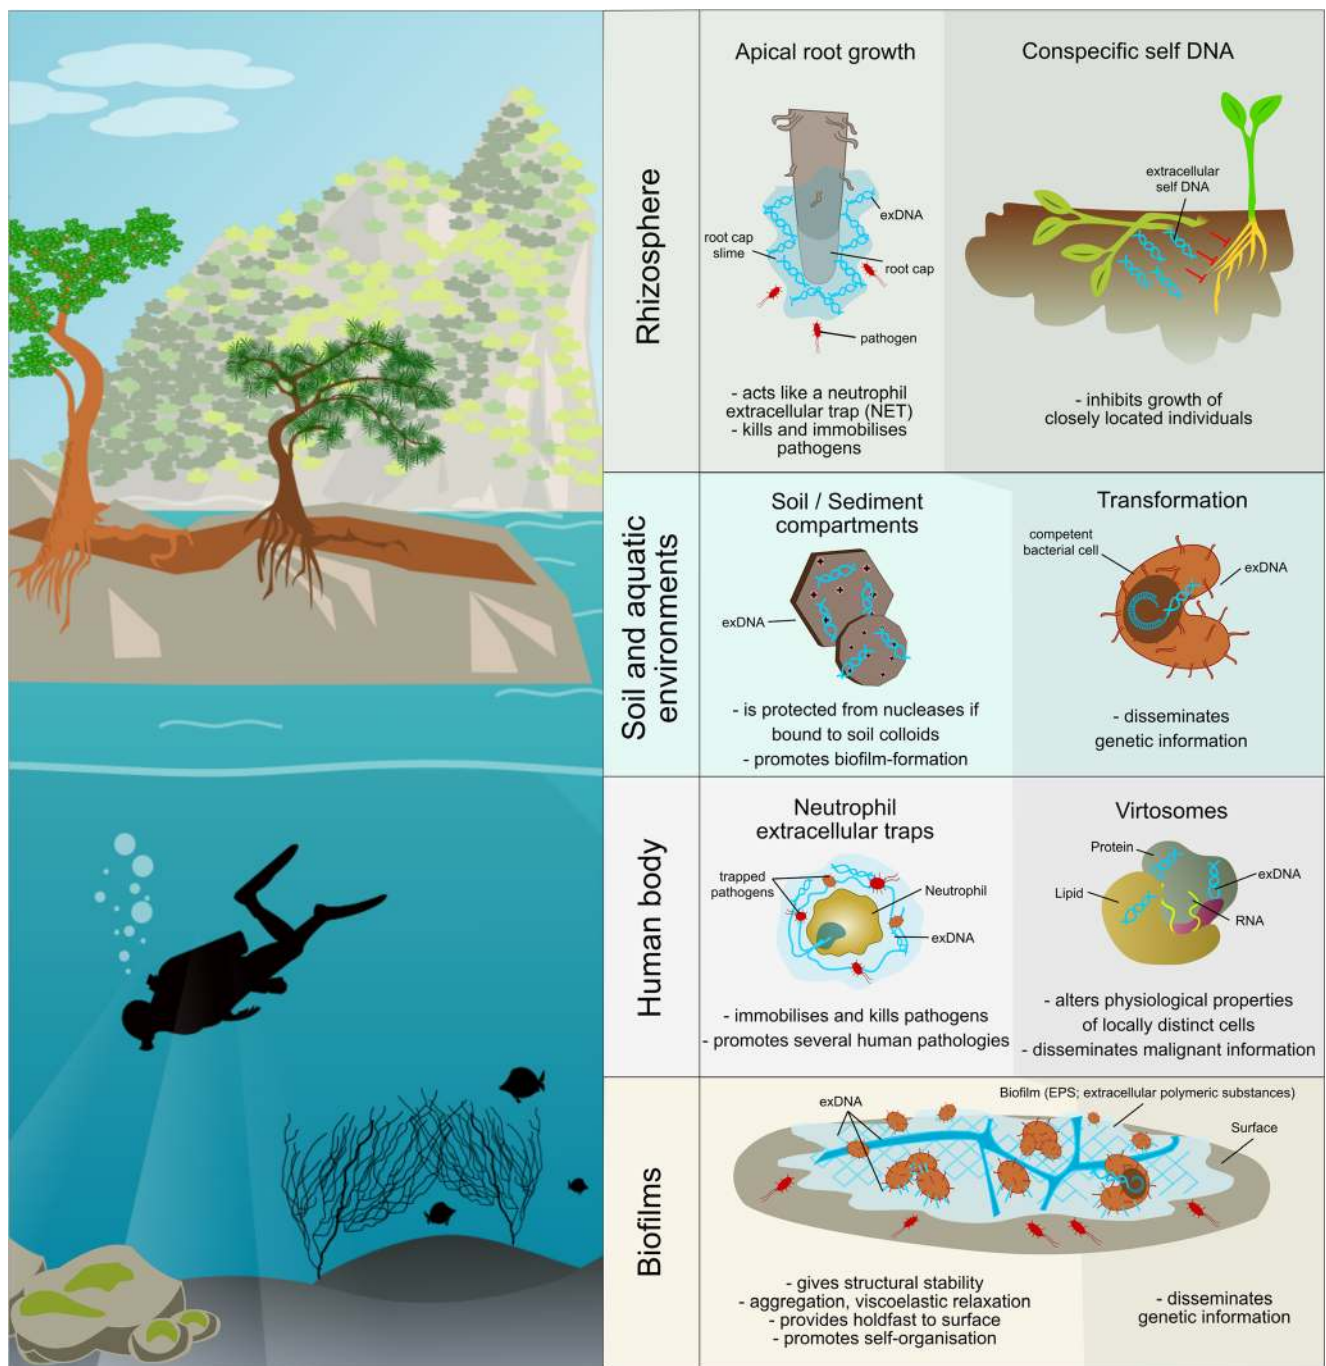 Rhizosphere
Apical root growth
exDNA
root cap
slime
root cap
pathogen
- acts like a neutrophil
extracellular trap (NET)
- kills and immobilises
pathogens
Conspecific self DNA
extracellular
self DNA
- inhibits growth of
closely located individuals
Soil and aquatic
environments
Soil / Sediment
compartments
exDNA
- is protected from nucleases if
bound to soil colloids
- promotes biofilm-formation
Transformation
competent
bacterial cell
exDNA
- disseminates
genetic information
Human body
Neutrophil
extracellular traps
trapped
pathogens
Neutrophil
exDNA
- immobilises and kills pathogens
- promotes several human pathologies
Virtosomes
Protein
Lipid
exDNA
RNA
- alters physiological properties
of locally distinct cells
- disseminates malignant information
Biofilms
exDNA
Biofilm (EPS; extracellular polymeric substances)
Surface
- gives structural stability
- aggregation, viscoelastic relaxation
- provides holdfast to surface
- promotes self-organisation
- disseminates
genetic information